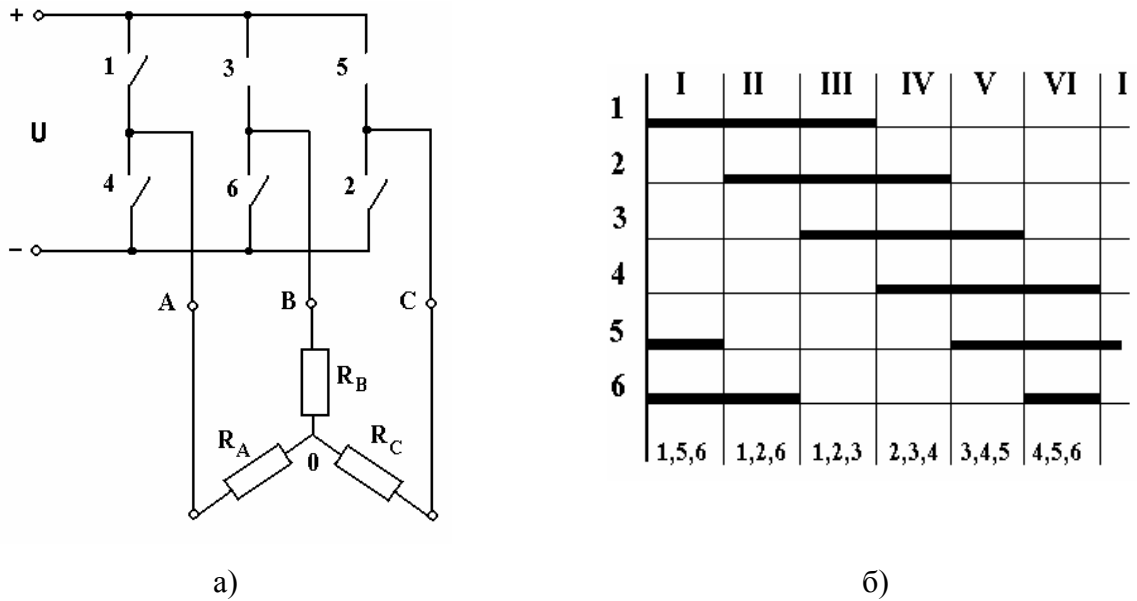 +
1
3
5
U
4
6
2
−
A
B
C
R_B
R_A
R_C
0
I II III IV V VI I
1
2
3
4
5
6
1,5,6 1,2,6 1,2,3 2,3,4 3,4,5 4,5,6
а) б)